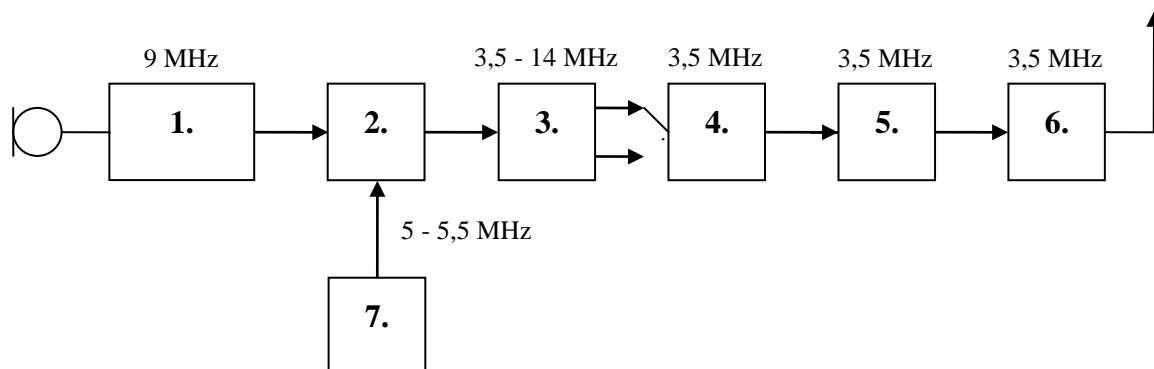 9 MHz
3,5 - 14 MHz
3,5 MHz
3,5 MHz
3,5 MHz
1.
2.
3.
4.
5.
6.
5 - 5,5 MHz
7.